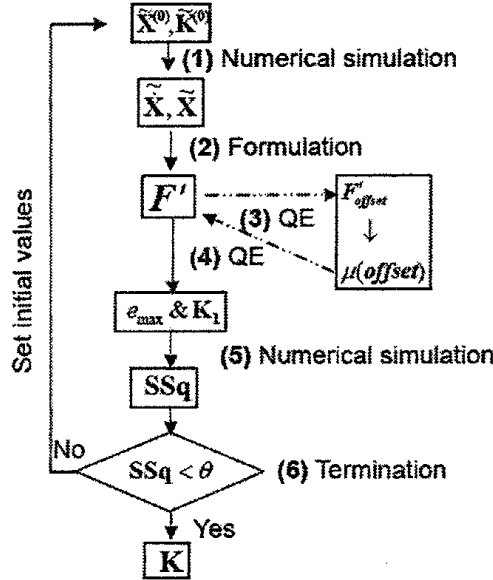 X̃⁽⁰⁾, K̃⁽⁰⁾
(1) Numerical simulation
Ẋ̃, X̃
(2) Formulation
F′
(3) QE
F′offset
↓
μ(offset)
(4) QE
emax & K₁
(5) Numerical simulation
SSq
Set initial values
No
SSq < θ
(6) Termination
Yes
K